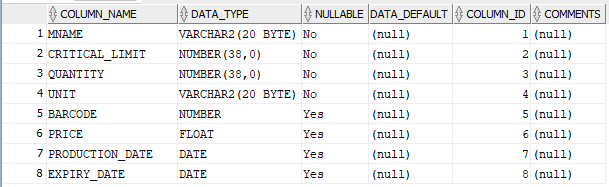 COLUMN_NAME DATA_TYPE NULLABLE DATA_DEFAULT COLUMN_ID COMMENTS
1 MNAME VARCHAR2(20 BYTE) No (null) 1 (null)
2 CRITICAL_LIMIT NUMBER(38,0) No (null) 2 (null)
3 QUANTITY NUMBER(38,0) No (null) 3 (null)
4 UNIT VARCHAR2(20 BYTE) No (null) 4 (null)
5 BARCODE NUMBER Yes (null) 5 (null)
6 PRICE FLOAT Yes (null) 6 (null)
7 PRODUCTION_DATE DATE Yes (null) 7 (null)
8 EXPIRY_DATE DATE Yes (null) 8 (null)